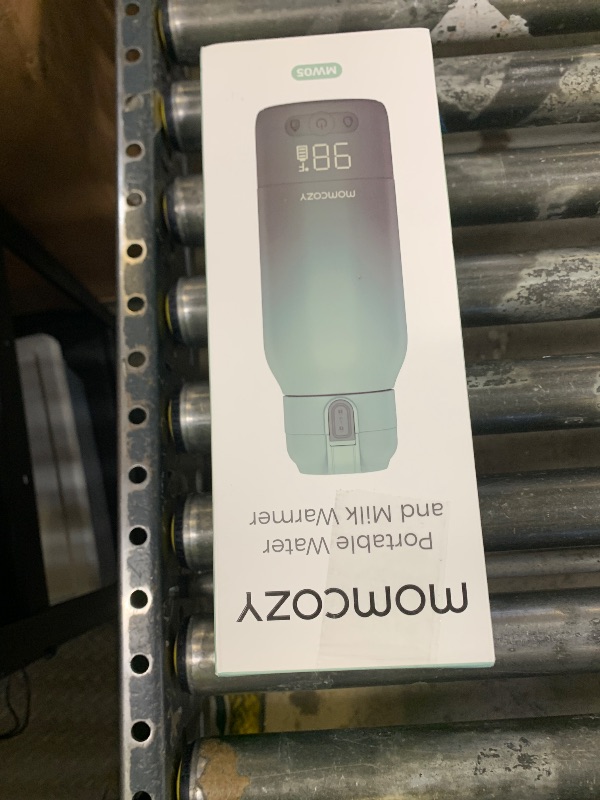 momcozy
Portable Water
and Milk Warmer
momcozy
98°F
MW05